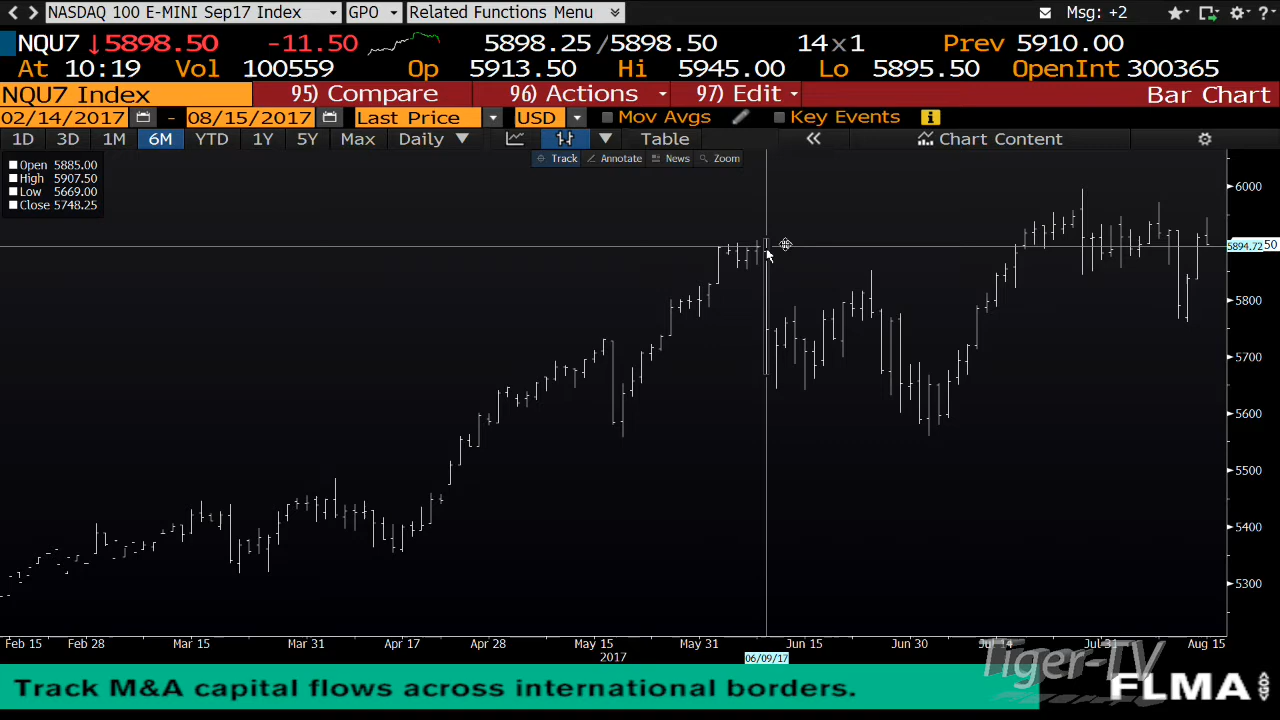 NASDAQ 100 E-MINI Sep17 Index GPO Related Functions Menu Msg: +2 ?
NQU7 ↓5898.50 -11.50 5898.25/5898.50 14×1 Prev 5910.00
At 10:19 Vol 100559 Op 5913.50 Hi 5945.00 Lo 5895.50 OpenInt 300365
NQU7 Index 95) Compare 96) Actions 97) Edit Bar Chart
02/14/2017 - 08/15/2017 Last Price USD Mov Avgs Key Events
1D 3D 1M 6M YTD 1Y 5Y Max Daily Table « Chart Content
Track Annotate News Zoom
Open 5885.00
High 5907.50
Low 5669.00
Close 5748.25
6000
5894.72 50
5800
5700
5600
5500
5400
5300
Feb 15 Feb 28 Mar 15 Mar 31 Apr 17 Apr 28 May 15 May 31 Jun 15 Jun 30 Jul 14 Jul 31 Aug 15
2017 06/09/17
Tiger-TV
Track M&A capital flows across international borders. FLMA <GO>